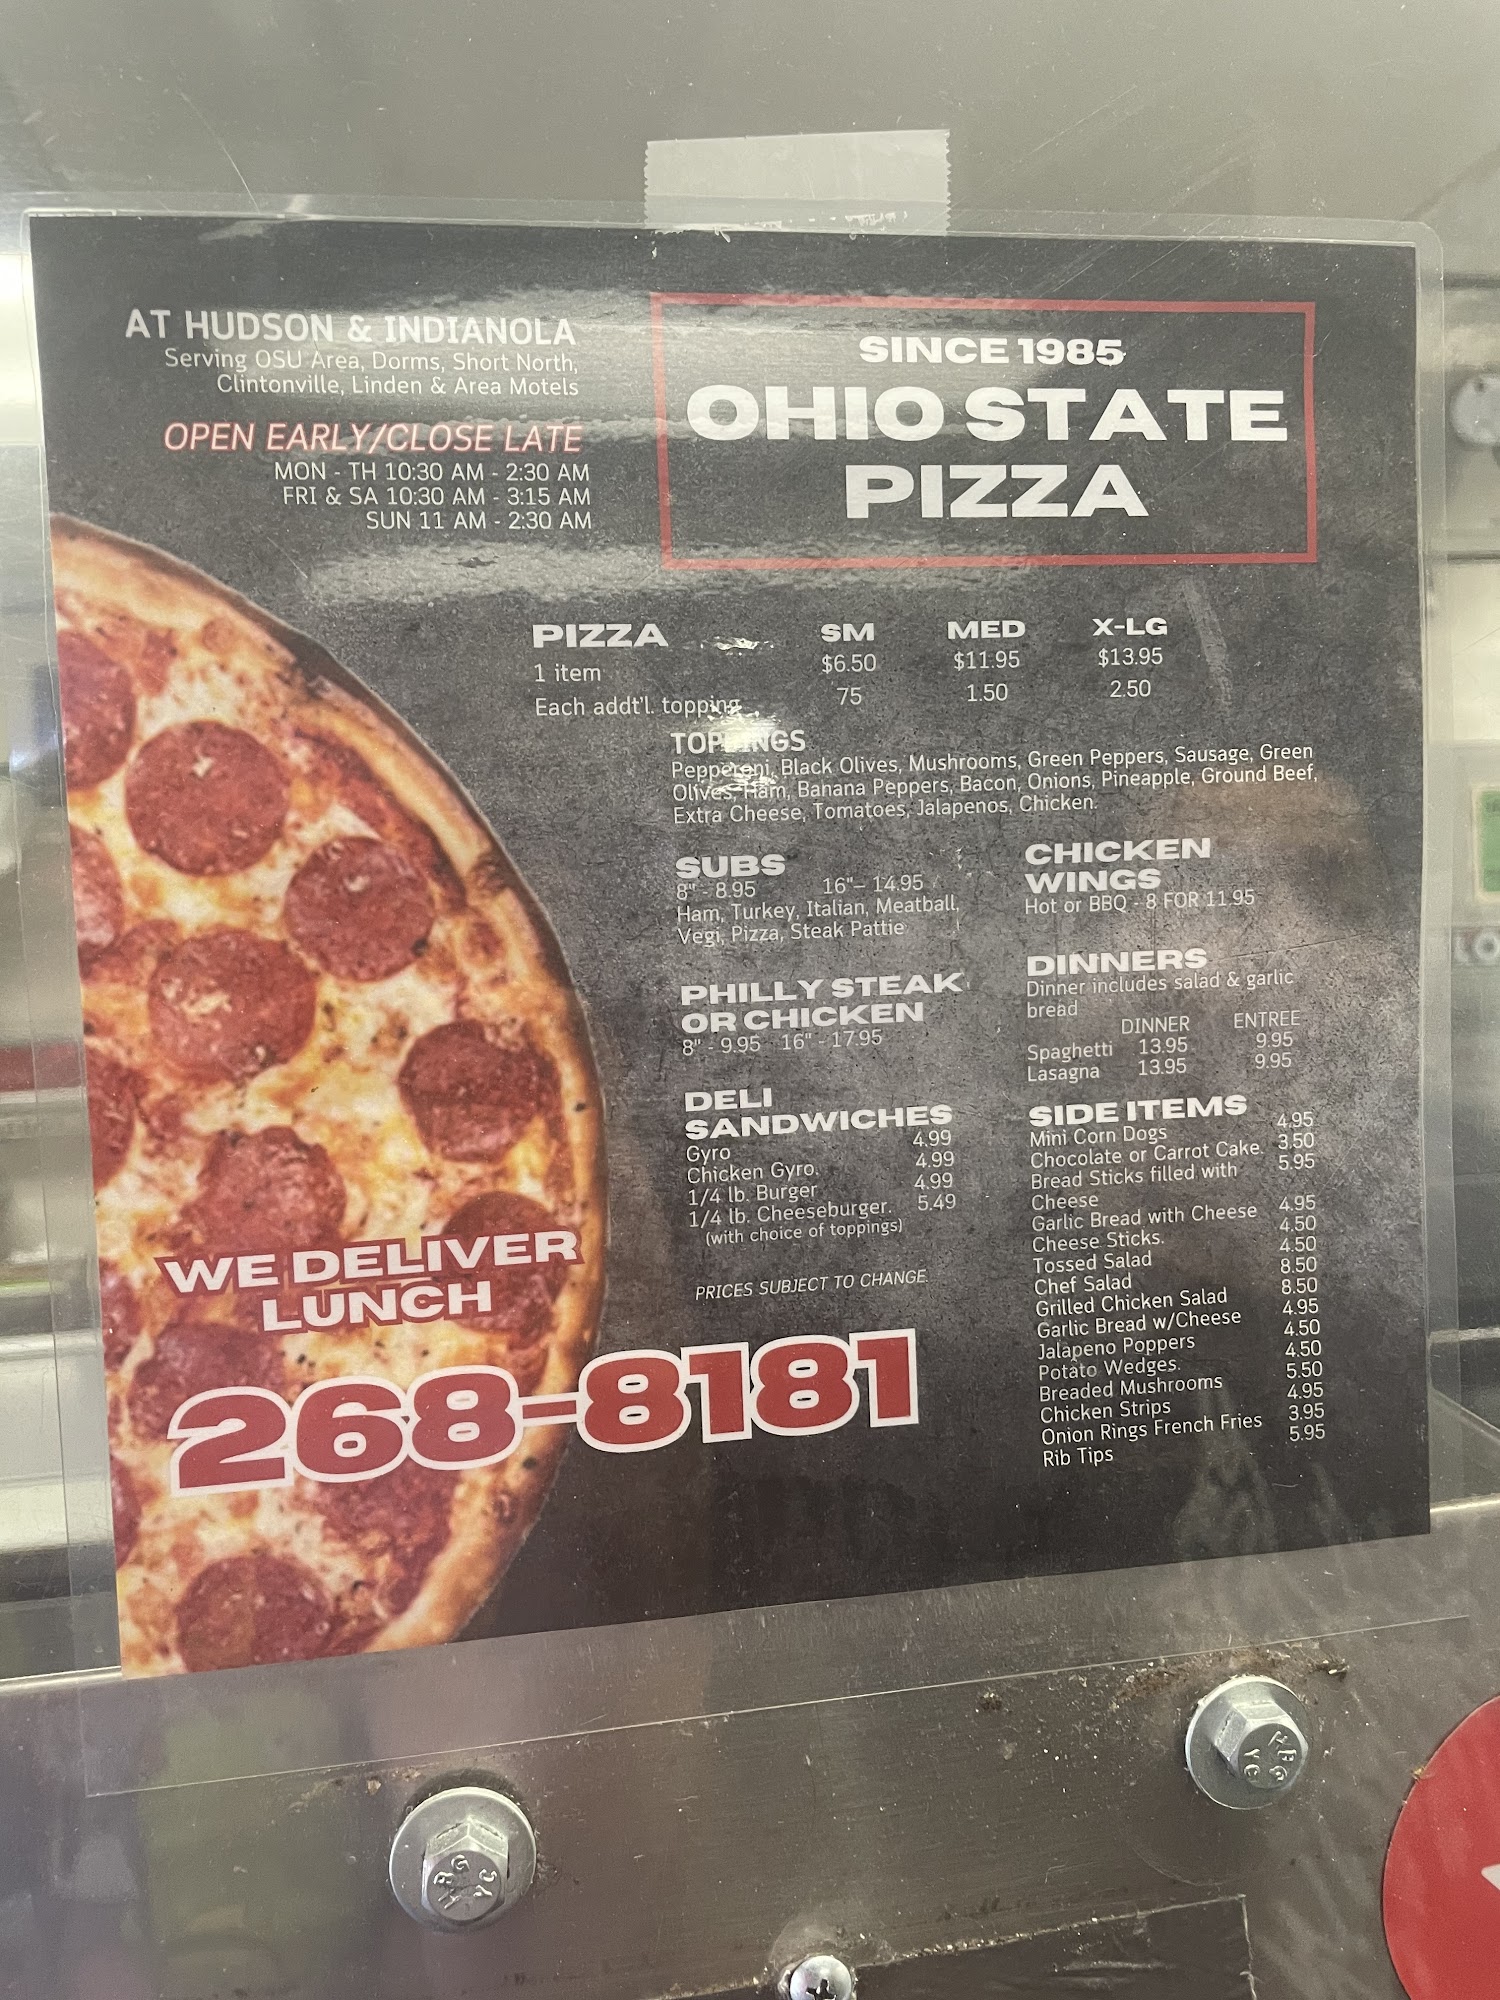 AT HUDSON & INDIANOLA
Serving OSU Area, Dorms, Short North,
Clintonville, Linden & Area Motels
OPEN EARLY/CLOSE LATE
MON - TH 10:30 AM - 2:30 AM
FRI & SA 10:30 AM - 3:15 AM
SUN 11 AM - 2:30 AM
SINCE 1985
OHIO STATE
PIZZA
PIZZA SM MED X-LG
1 item $6.50 $11.95 $13.95
Each addt'l. topping 75 1.50 2.50
TOPPINGS
Pepperoni, Black Olives, Mushrooms, Green Peppers, Sausage, Green
Olives, Ham, Banana Peppers, Bacon, Onions, Pineapple, Ground Beef,
Extra Cheese, Tomatoes, Jalapenos, Chicken.
SUBS
8" - 8.95 16"– 14.95
Ham, Turkey, Italian, Meatball,
Vegi, Pizza, Steak Pattie
PHILLY STEAK
OR CHICKEN
8" - 9.95 16" - 17.95
DELI
SANDWICHES
Gyro 4.99
Chicken Gyro. 4.99
1/4 lb. Burger 4.99
1/4 lb. Cheeseburger. 5.49
(with choice of toppings)
PRICES SUBJECT TO CHANGE.
CHICKEN
WINGS
Hot or BBQ - 8 FOR 11.95
DINNERS
Dinner includes salad & garlic
bread
DINNER ENTREE
Spaghetti 13.95 9.95
Lasagna 13.95 9.95
SIDE ITEMS
Mini Corn Dogs 4.95
Chocolate or Carrot Cake. 3.50
Bread Sticks filled with 5.95
Cheese
Garlic Bread with Cheese 4.95
Cheese Sticks. 4.50
Tossed Salad 4.50
Chef Salad 8.50
Grilled Chicken Salad 8.50
Garlic Bread w/Cheese 4.95
Jalapeno Poppers 4.50
Potato Wedges. 4.50
Breaded Mushrooms 5.50
Chicken Strips 4.95
Onion Rings French Fries 3.95
Rib Tips 5.95
WE DELIVER
LUNCH
268-8181